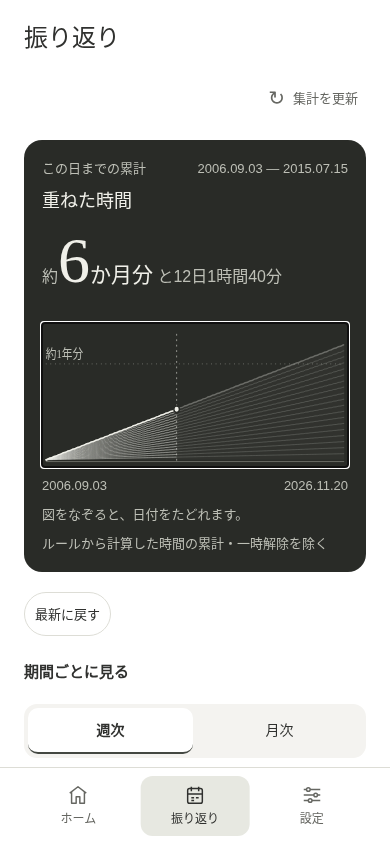 振り返り
↻ 集計を更新
この日までの累計 2006.09.03 — 2015.07.15
重ねた時間
約6か月分 と12日1時間40分
約1年分
2006.09.03 2026.11.20
図をなぞると、日付をたどれます。
ルールから計算した時間の累計・一時解除を除く
最新に戻す
期間ごとに見る
週次 月次
ホーム 振り返り 設定